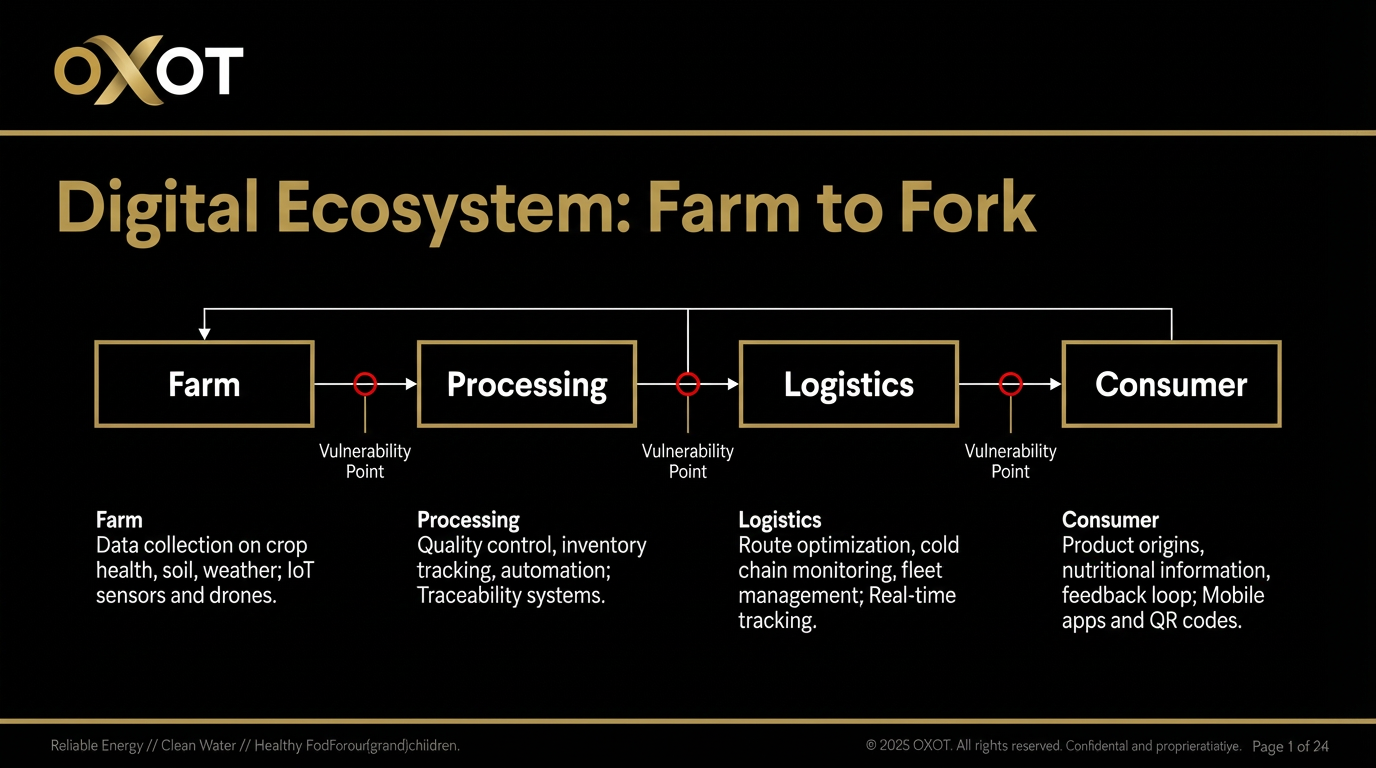 OXOT
Digital Ecosystem: Farm to Fork
Farm
Processing
Logistics
Consumer
Vulnerability
Point
Vulnerability
Point
Vulnerability
Point
Farm
Data collection on crop
health, soil, weather; IoT
sensors and drones.
Processing
Quality control, inventory
tracking, automation;
Traceability systems.
Logistics
Route optimization, cold
chain monitoring, fleet
management; Real-time
tracking.
Consumer
Product origins,
nutritional information,
feedback loop; Mobile
apps and QR codes.
Reliable Energy // Clean Water // Healthy FodForour(grand)children.
© 2025 OXOT. All rights reserved. Confidental and proprieratiatiye. Page 1 of 24